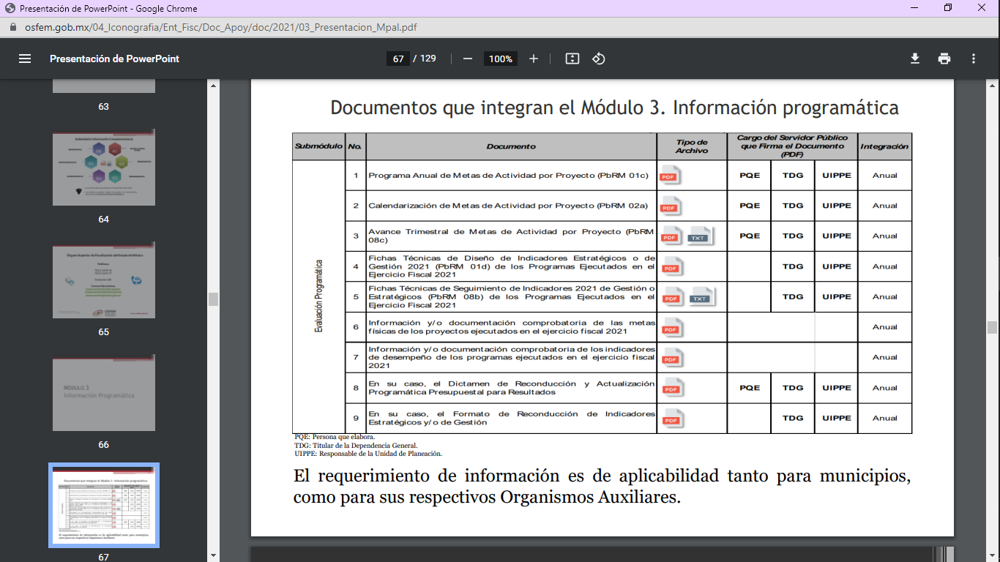 Presentación de PowerPoint - Google Chrome
osfem.gob.mx/04_Iconografia/Ent_Fisc/Doc_Apoy/doc/2021/03_Presentacion_Mpal.pdf
Presentación de PowerPoint
67 / 129
100%
63
64
65
MÓDULO 3
Información Programática
66
67
Documentos que integran el Módulo 3. Información programática
Submódulo No. Documento Tipo de Archivo Cargo del Servidor Público que Firma el Documento (PDF) Integración
Evaluación Programática
1 Programa Anual de Metas de Actividad por Proyecto (PbRM 01c) PDF PQE TDG UIPPE Anual
2 Calendarización de Metas de Actividad por Proyecto (PbRM 02a) PDF PQE TDG UIPPE Anual
3 Avance Trimestral de Metas de Actividad por Proyecto (PbRM
08c) PDF TXT PQE TDG UIPPE Anual
4 Fichas Técnicas de Diseño de Indicadores Estratégicos o de
Gestión 2021 (PbRM 01d) de los Programas Ejecutados en el
Ejercicio Fiscal 2021 PDF TDG UIPPE Anual
5 Fichas Técnicas de Seguimiento de Indicadores 2021 de Gestión o
Estratégicos (PbRM 08b) de los Programas Ejecutados en el
Ejercicio Fiscal 2021 PDF TXT TDG UIPPE Anual
6 Información y/o documentación comprobatoria de las metas
físicas de los proyectos ejecutados en el ejercicio fiscal 2021 PDF Anual
7 Información y/o documentación comprobatoria de los indicadores
de desempeño de los programas ejecutados en el ejercicio fiscal
2021 PDF Anual
8 En su caso, el Dictamen de Reconducción y Actualización
Programática Presupuestal para Resultados PDF PQE TDG UIPPE Anual
9 En su caso, el Formato de Reconducción de Indicadores
Estratégicos y/o de Gestión PDF TDG UIPPE Anual
PQE: Persona que elabora.
TDG: Titular de la Dependencia General.
UIPPE: Responsable de la Unidad de Planeación.
El requerimiento de información es de aplicabilidad tanto para municipios,
como para sus respectivos Organismos Auxiliares.